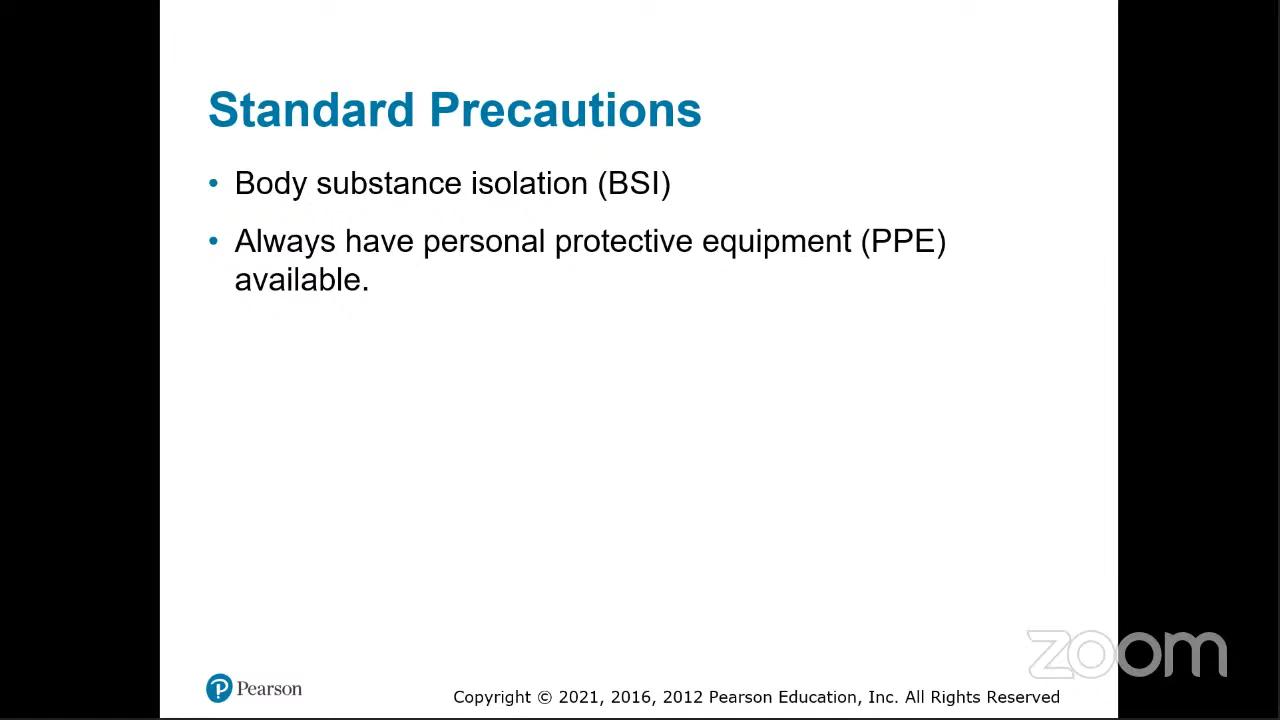 Standard Precautions
• Body substance isolation (BSI)
• Always have personal protective equipment (PPE)
available.
Pearson
Copyright © 2021, 2016, 2012 Pearson Education, Inc. All Rights Reserved
zoom